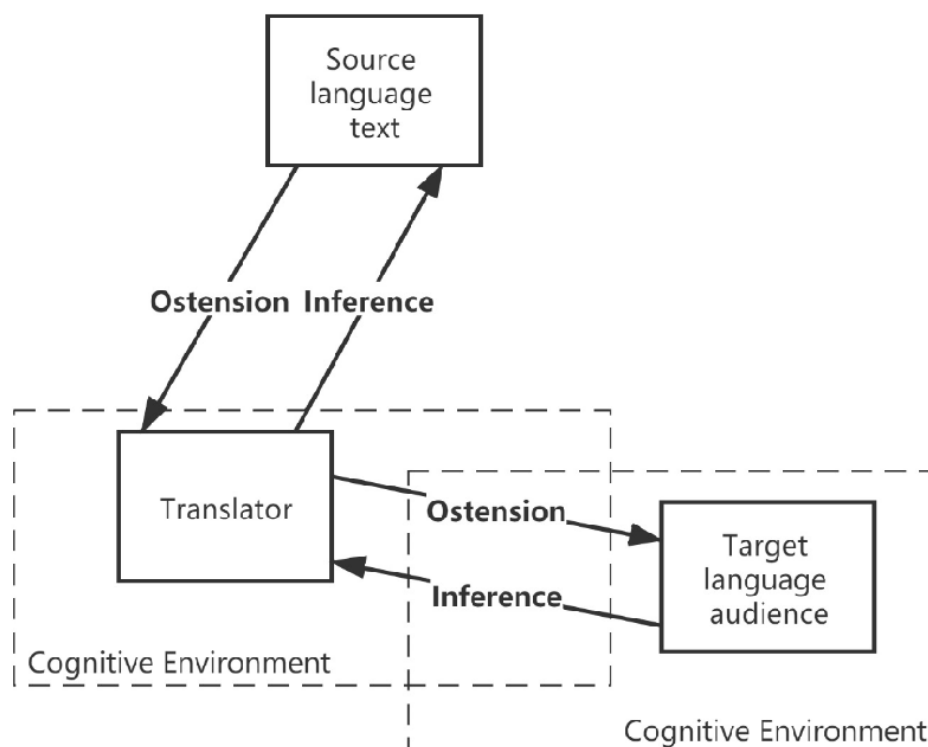 Source
language
text
Ostension Inference
Translator
Ostension
Inference
Target
language
audience
Cognitive Environment
Cognitive Environment